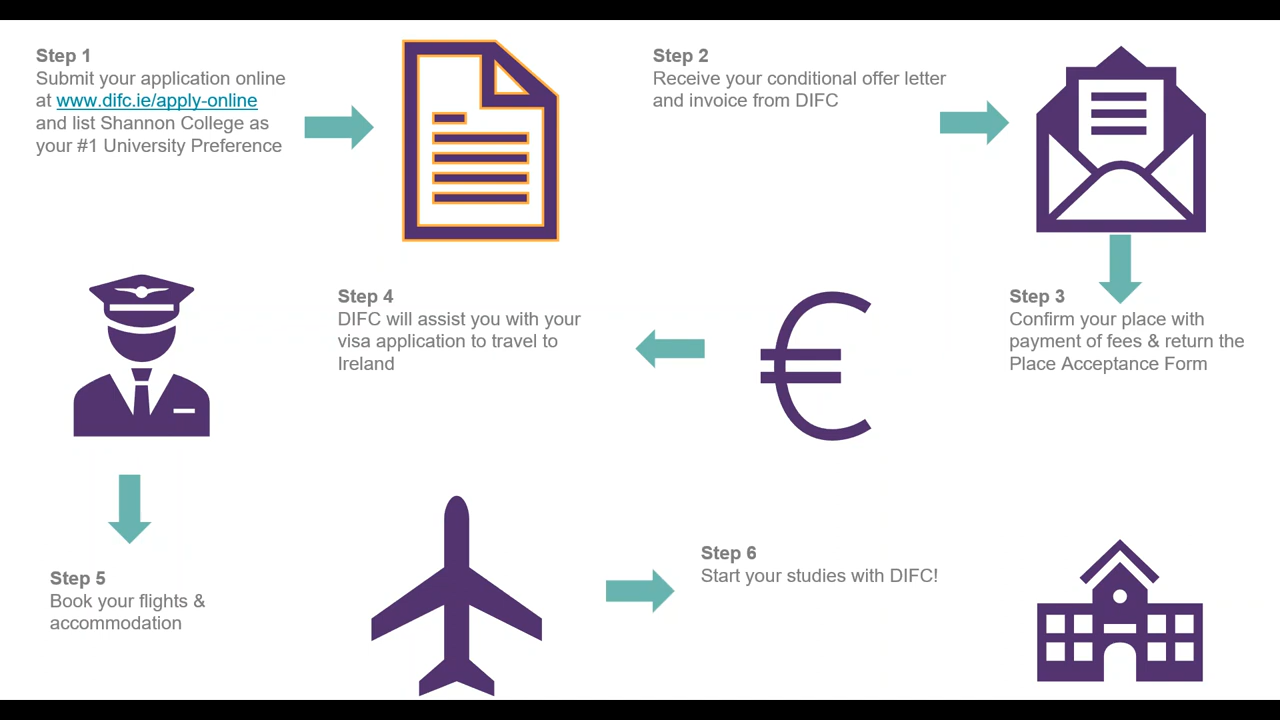 Step 1
Submit your application online
at www.difc.ie/apply-online
and list Shannon College as
your #1 University Preference
Step 2
Receive your conditional offer letter
and invoice from DIFC
Step 3
Confirm your place with
payment of fees & return the
Place Acceptance Form
Step 4
DIFC will assist you with your
visa application to travel to
Ireland
Step 5
Book your flights &
accommodation
Step 6
Start your studies with DIFC!